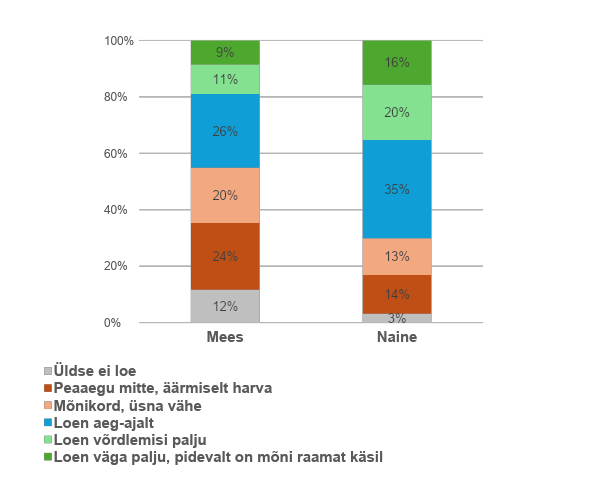 100%
9%
16%
11%
80%
20%
26%
60%
35%
20%
40%
24%
13%
20%
14%
12%
3%
0%
Mees Naine
Üldse ei loe
Peaaegu mitte, äärmiselt harva
Mõnikord, üsna vähe
Loen aeg-ajalt
Loen võrdlemisi palju
Loen väga palju, pidevalt on mõni raamat käsil